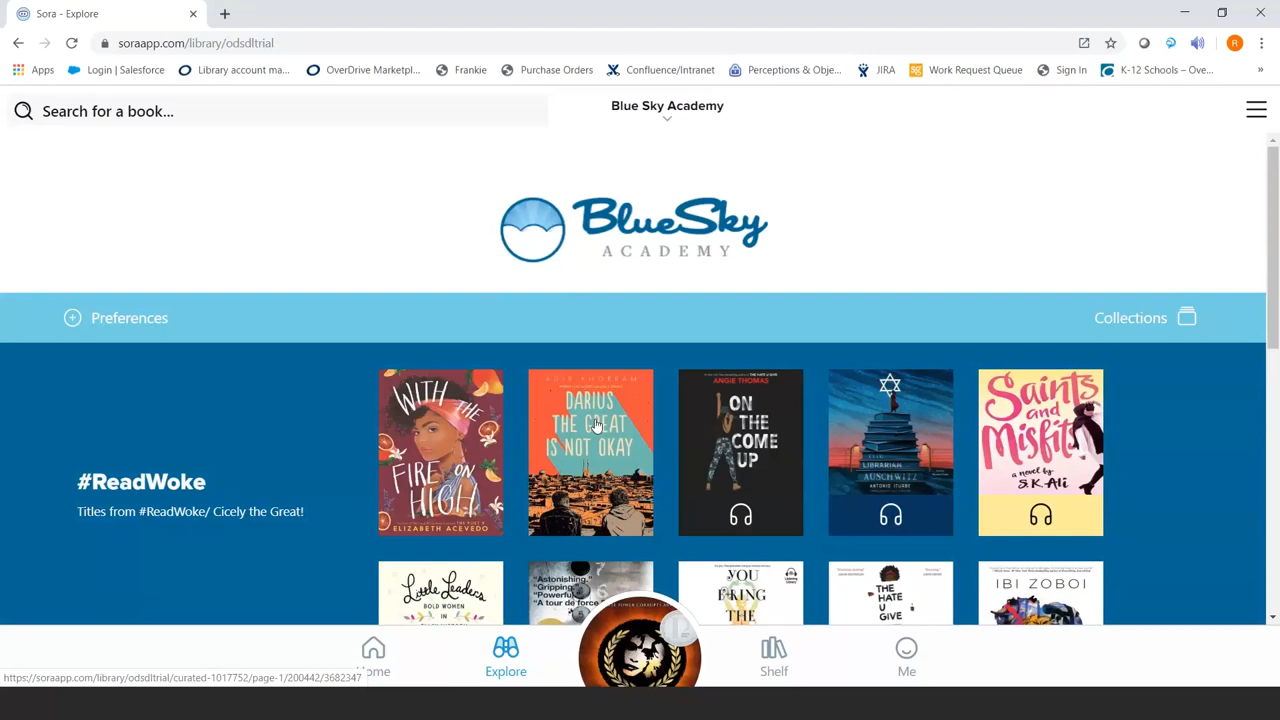 Sora - Explore
soraapp.com/library/odsdltrial
Apps
Login | Salesforce
Library account ma...
OverDrive Marketpl...
Frankie
Purchase Orders
Confluence/Intranet
Perceptions & Obje...
JIRA
Work Request Queue
Sign In
K-12 Schools – Ove...
»
R
Search for a book...
Blue Sky Academy
BlueSky
ACADEMY
Preferences
Collections
#ReadWoke
Titles from #ReadWoke/ Cicely the Great!
WITH THE
FIRE ON
HIGH
ELIZABETH ACEVEDO
ADIB KHORRAM
DARIUS
THE GREAT
IS NOT OKAY
ANGIE THOMAS
ON
THE
COME
UP
THE
LIBRARIAN
OF
AUSCHWITZ
ANTONIO ITURBE
Saints
and
Misfits
a novel by
S.K. Ali
Little Leaders
BOLD WOMEN
IN
"Astonishing."
"Gripping."
"Powerful."
"A tour de force
YOU
BRING
THE
THE
HATE
U
GIVE
IBI ZOBOI
POWER CORRUPTS
Home
Explore
Shelf
Me
https://soraapp.com/library/odsdltrial/curated-1017752/page-1/200442/3682347